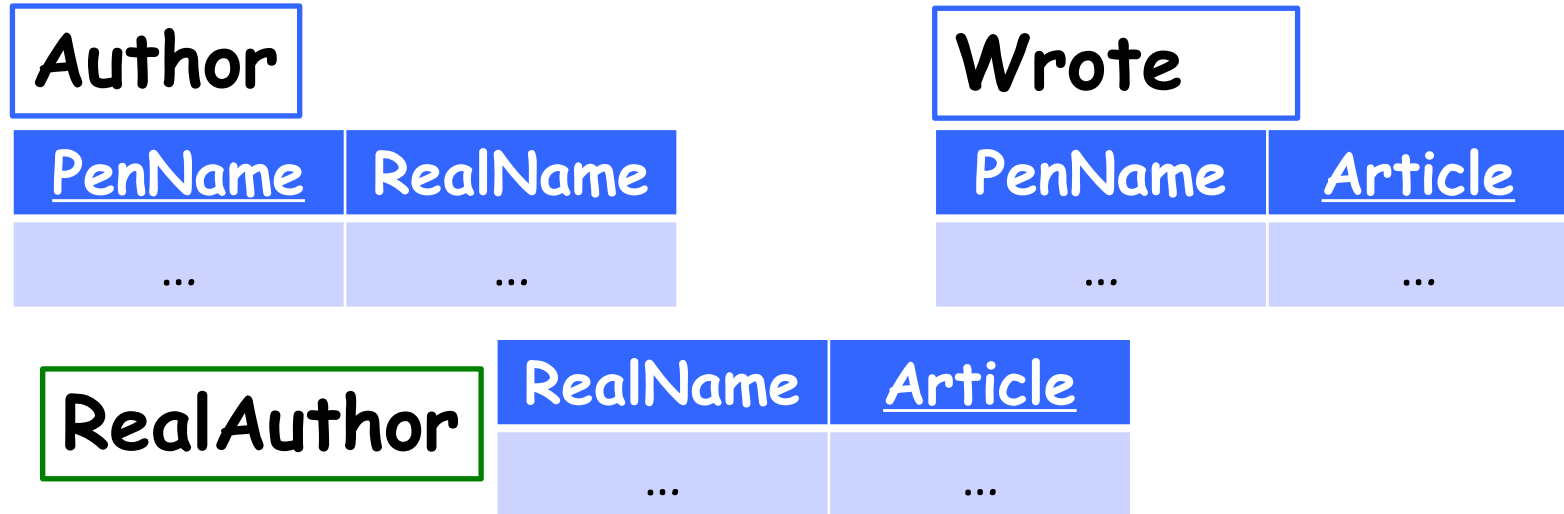 Author
Wrote
PenName RealName
PenName Article
... ...
... ...
RealAuthor
RealName Article
... ...